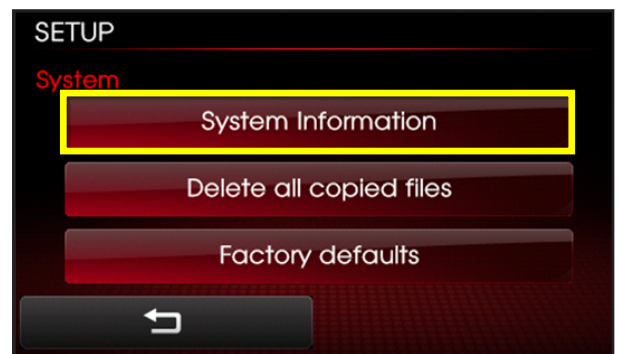 SETUP
System
System Information
Delete all copied files
Factory defaults